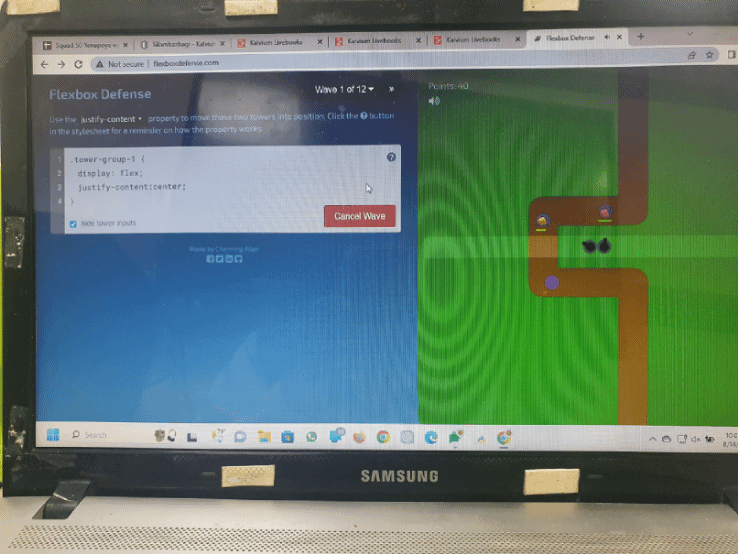 Squad 50 Yenepoya
Kalvium Livebooks
Kalvium Livebooks
Kalvium Livebooks
Flexbox Defense
Not secure | flexboxdefense.com
Flexbox Defense
Wave 1 of 12
»
Points: 40
Use the justify-content property to move these two towers into position. Click the ? button
in the stylesheet for a reminder on how the property works.
1 .tower-group-1 {
2 display: flex;
3 justify-content:center;
4 }
?
Hide tower inputs
Cancel Wave
Made by Channing Allen
Search
SAMSUNG